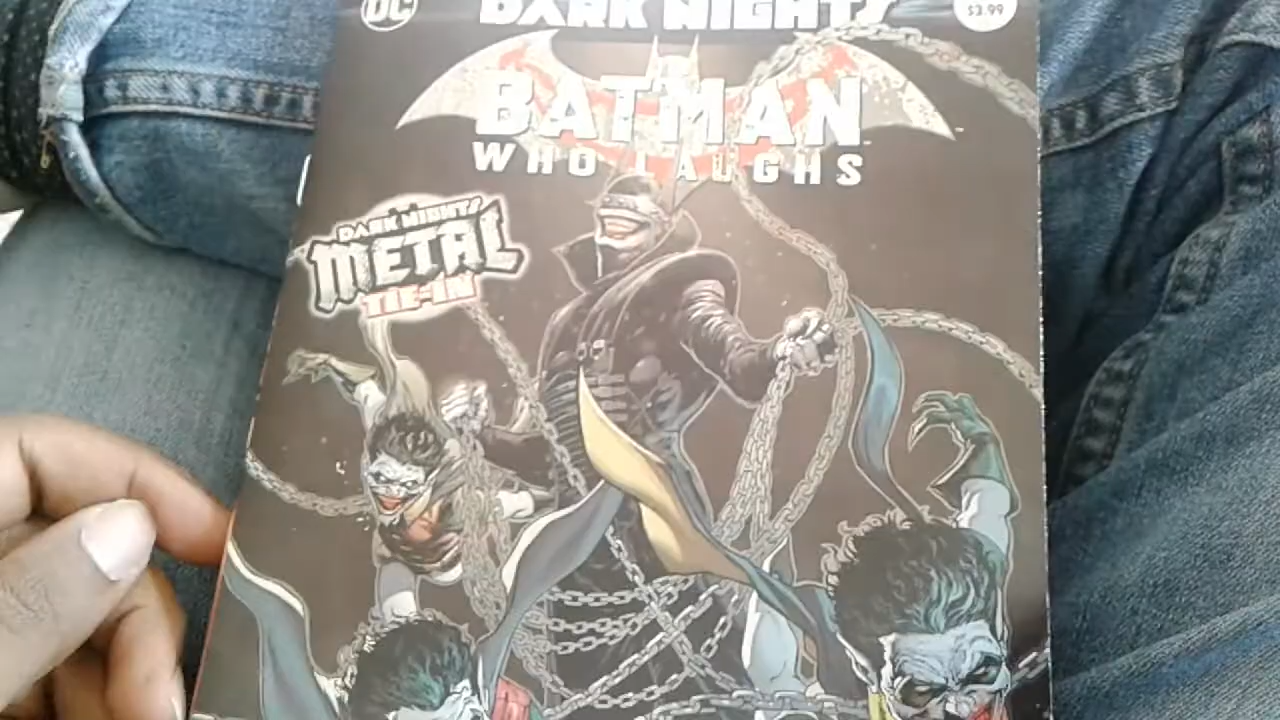 DC
DARK NIGHTS
$3.99
BATMAN
WHO LAUGHS
DARK NIGHTS
METAL
TIE-IN